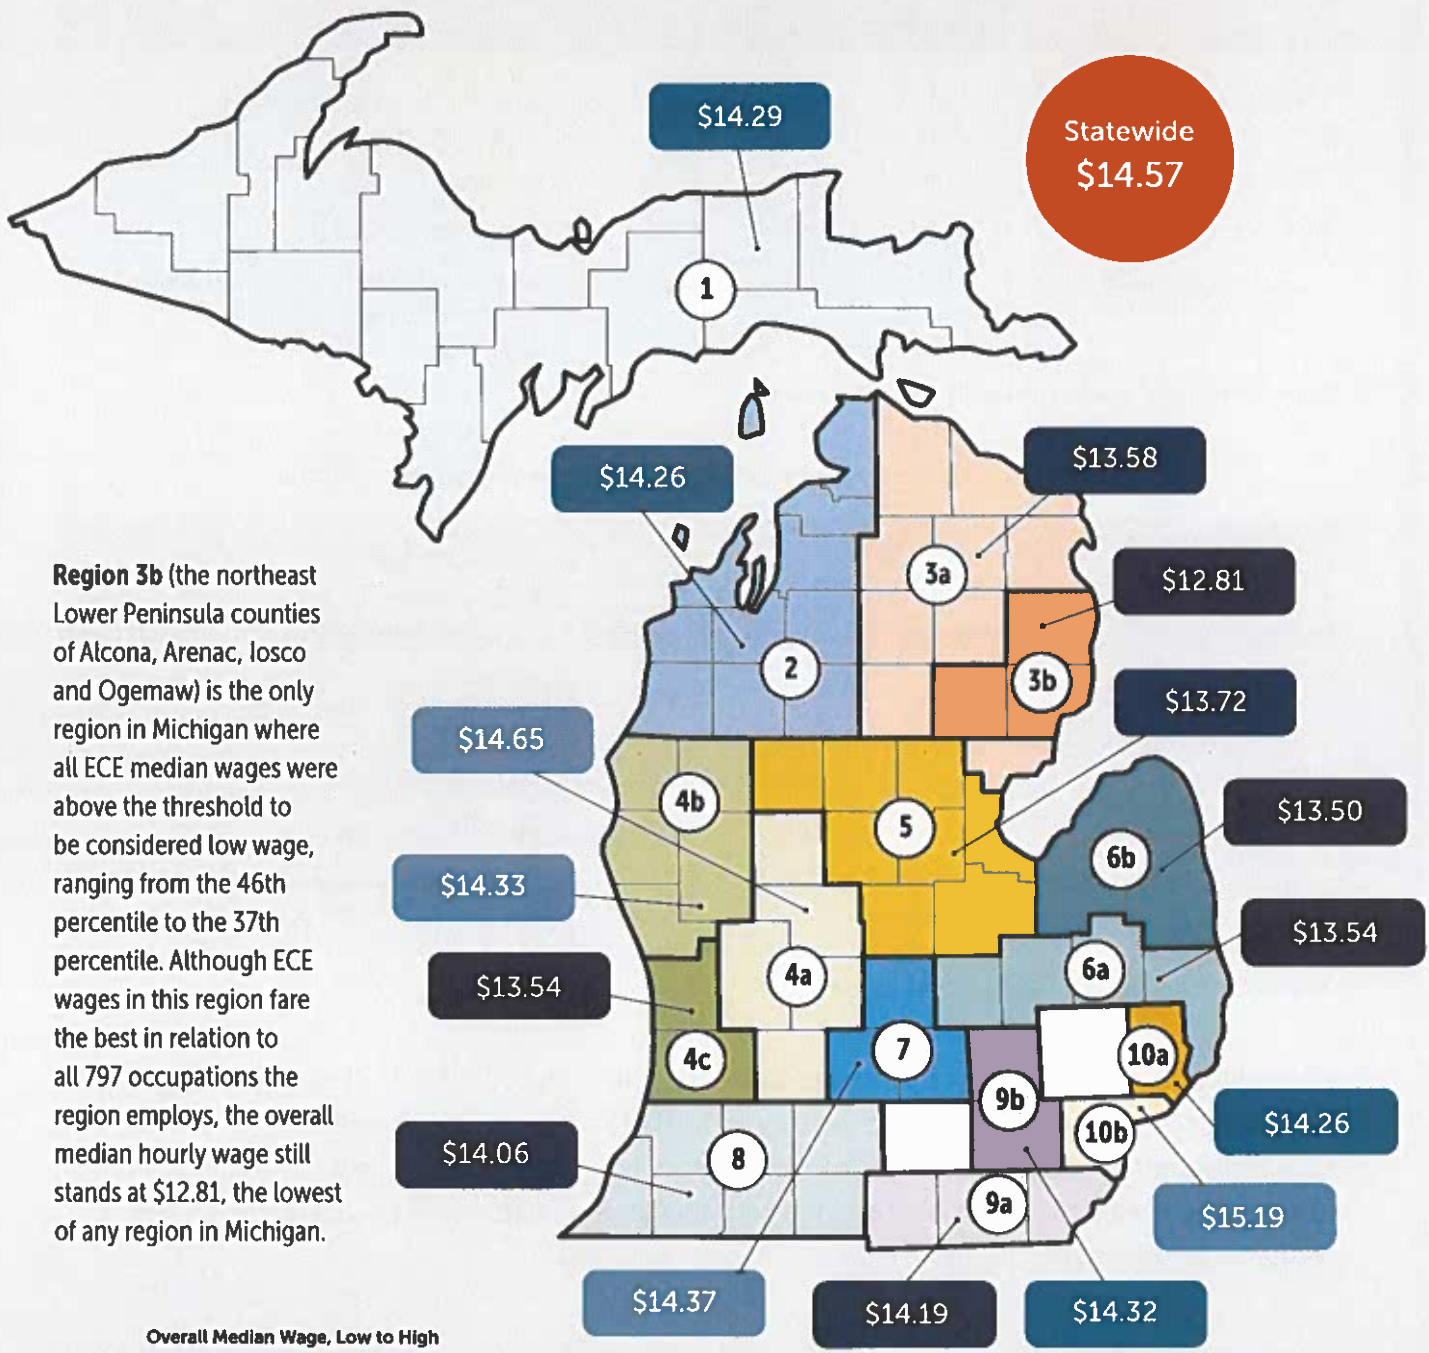 $14.29
Statewide
$14.57
1
$13.58
$14.26
3a
$12.81
Region 3b (the northeast
Lower Peninsula counties
of Alcona, Arenac, Iosco
and Ogemaw) is the only
region in Michigan where
all ECE median wages were
above the threshold to
be considered low wage,
ranging from the 46th
percentile to the 37th
percentile. Although ECE
wages in this region fare
the best in relation to
all 797 occupations the
region employs, the overall
median hourly wage still
stands at $12.81, the lowest
of any region in Michigan.
2
3b
$13.72
$14.65
4b
5
$13.50
6b
$14.33
$13.54
4a
6a
$13.54
4c
7
10a
9b
$14.26
10b
$14.06
8
9a
$15.19
$14.37
$14.19
$14.32
Overall Median Wage, Low to High